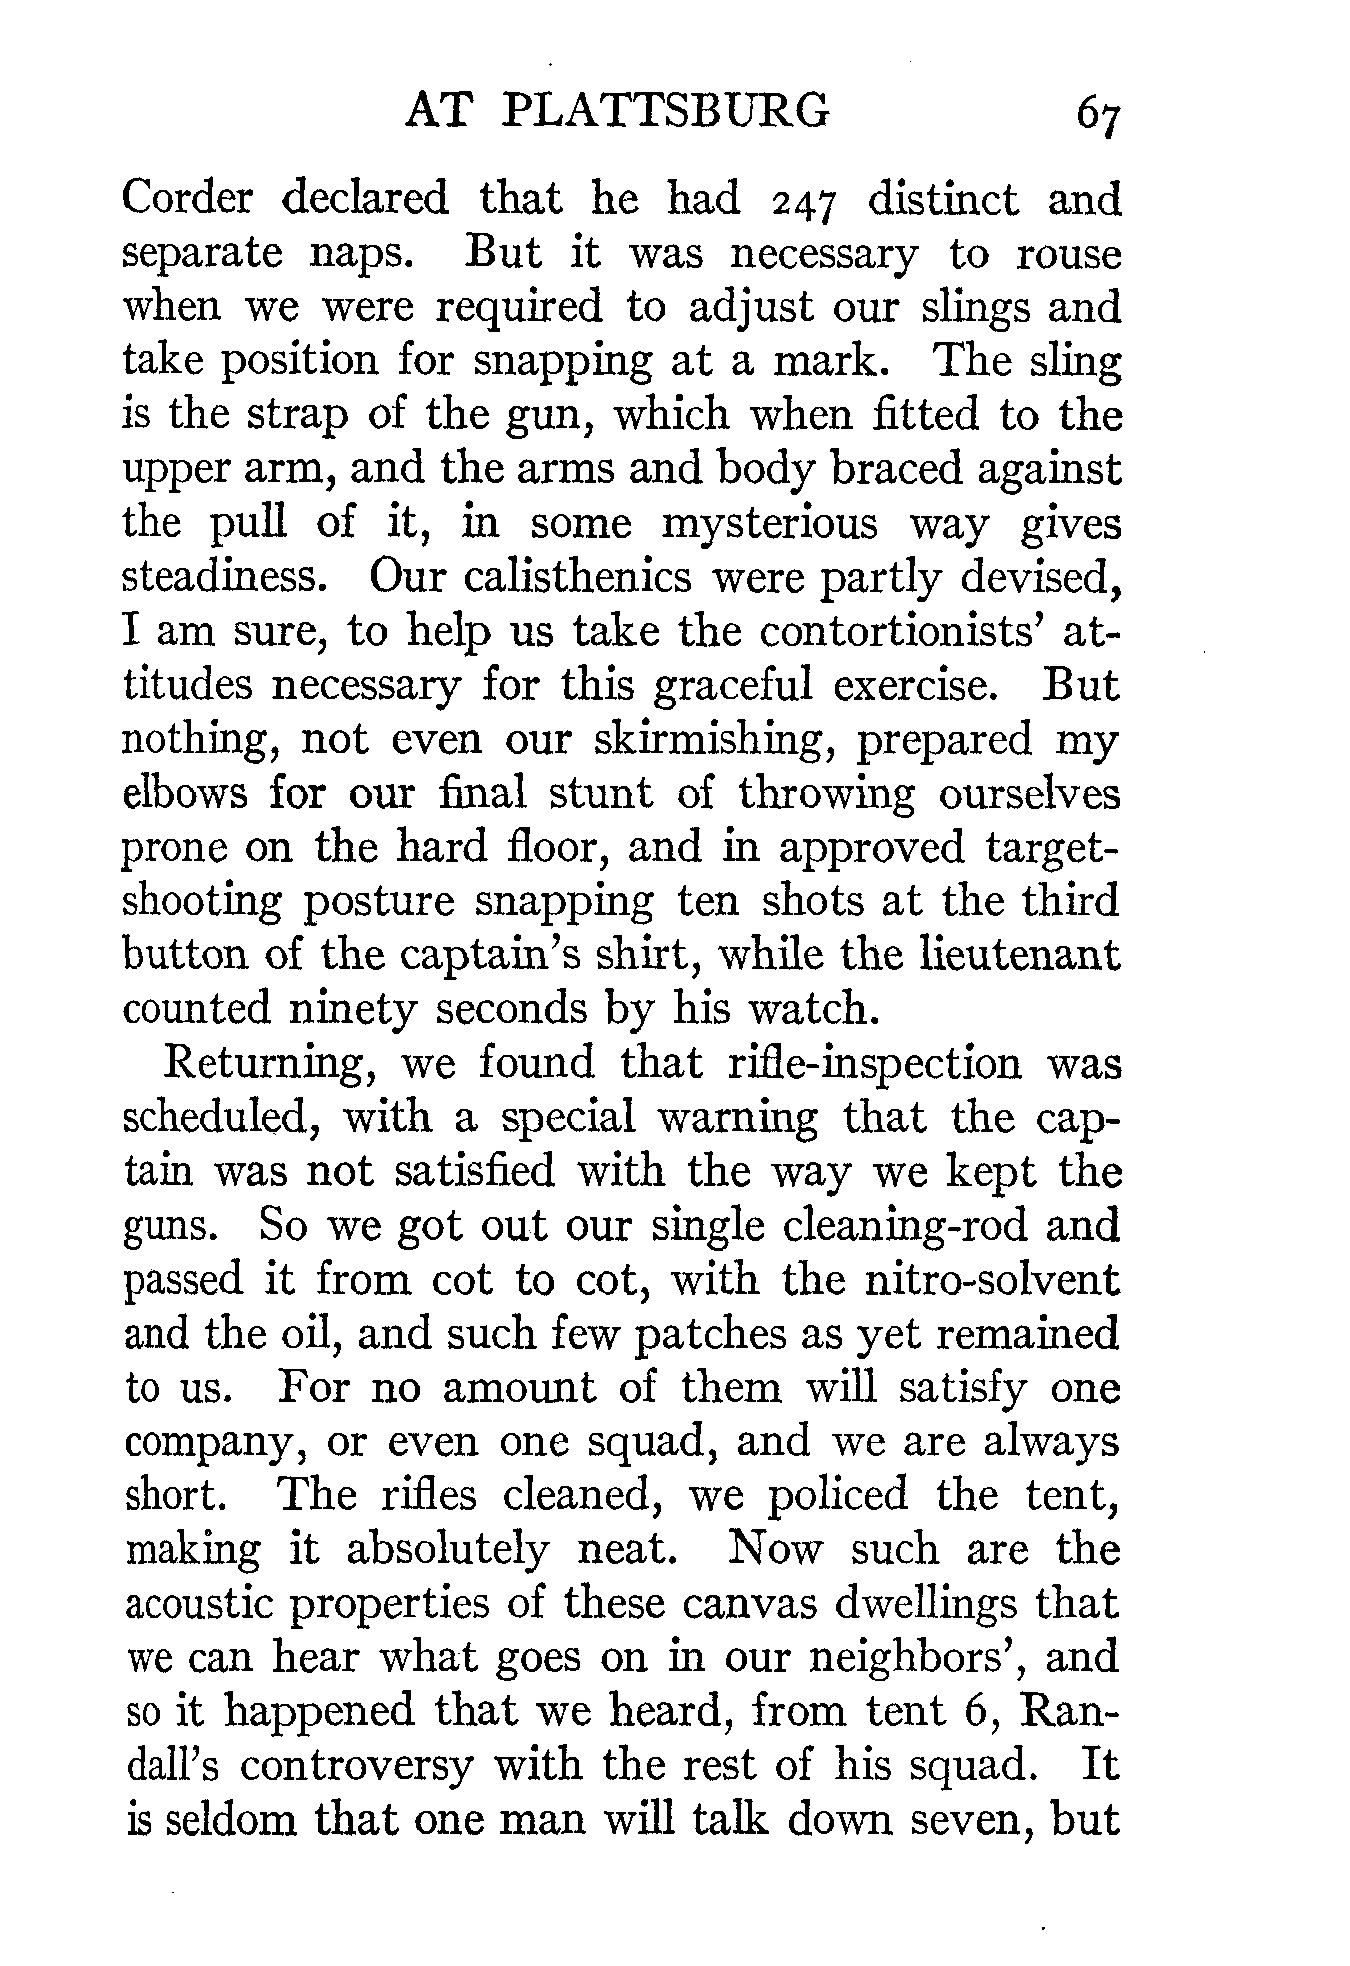 AT PLATTSBURG 67
Corder declared that he had 247 distinct and
separate naps. But it was necessary to rouse
when we were required to adjust our slings and
take position for snapping at a mark. The sling
is the strap of the gun, which when fitted to the
upper arm, and the arms and body braced against
the pull of it, in some mysterious way gives
steadiness. Our calisthenics were partly devised,
I am sure, to help us take the contortionists' at-
titudes necessary for this graceful exercise. But
nothing, not even our skirmishing, prepared my
elbows for our final stunt of throwing ourselves
prone on the hard floor, and in approved target-
shooting posture snapping ten shots at the third
button of the captain's shirt, while the lieutenant
counted ninety seconds by his watch.
Returning, we found that rifle-inspection was
scheduled, with a special warning that the cap-
tain was not satisfied with the way we kept the
guns. So we got out our single cleaning-rod and
passed it from cot to cot, with the nitro-solvent
and the oil, and such few patches as yet remained
to us. For no amount of them will satisfy one
company, or even one squad, and we are always
short. The rifles cleaned, we policed the tent,
making it absolutely neat. Now such are the
acoustic properties of these canvas dwellings that
we can hear what goes on in our neighbors', and
so it happened that we heard, from tent 6, Ran-
dall's controversy with the rest of his squad. It
is seldom that one man will talk down seven, but